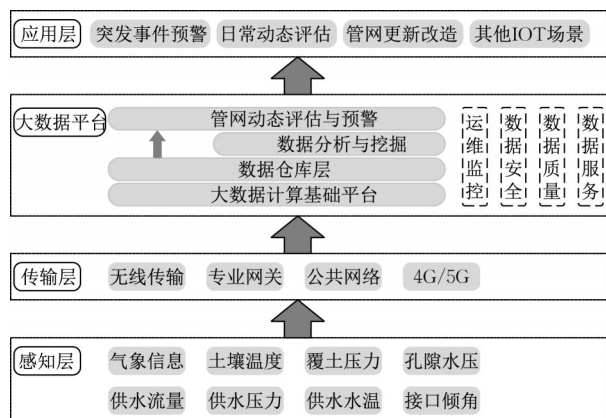 应用层 突发事件预警 日常动态评估 管网更新改造 其他IOT场景
大数据平台 管网动态评估与预警
数据分析与挖掘
数据仓库层
大数据计算基础平台
运维监控
数据安全
数据质量
数据服务
传输层 无线传输 专业网关 公共网络 4G/5G
感知层 气象信息 土壤温度 覆土压力 孔隙水压
供水流量 供水压力 供水水温 接口倾角